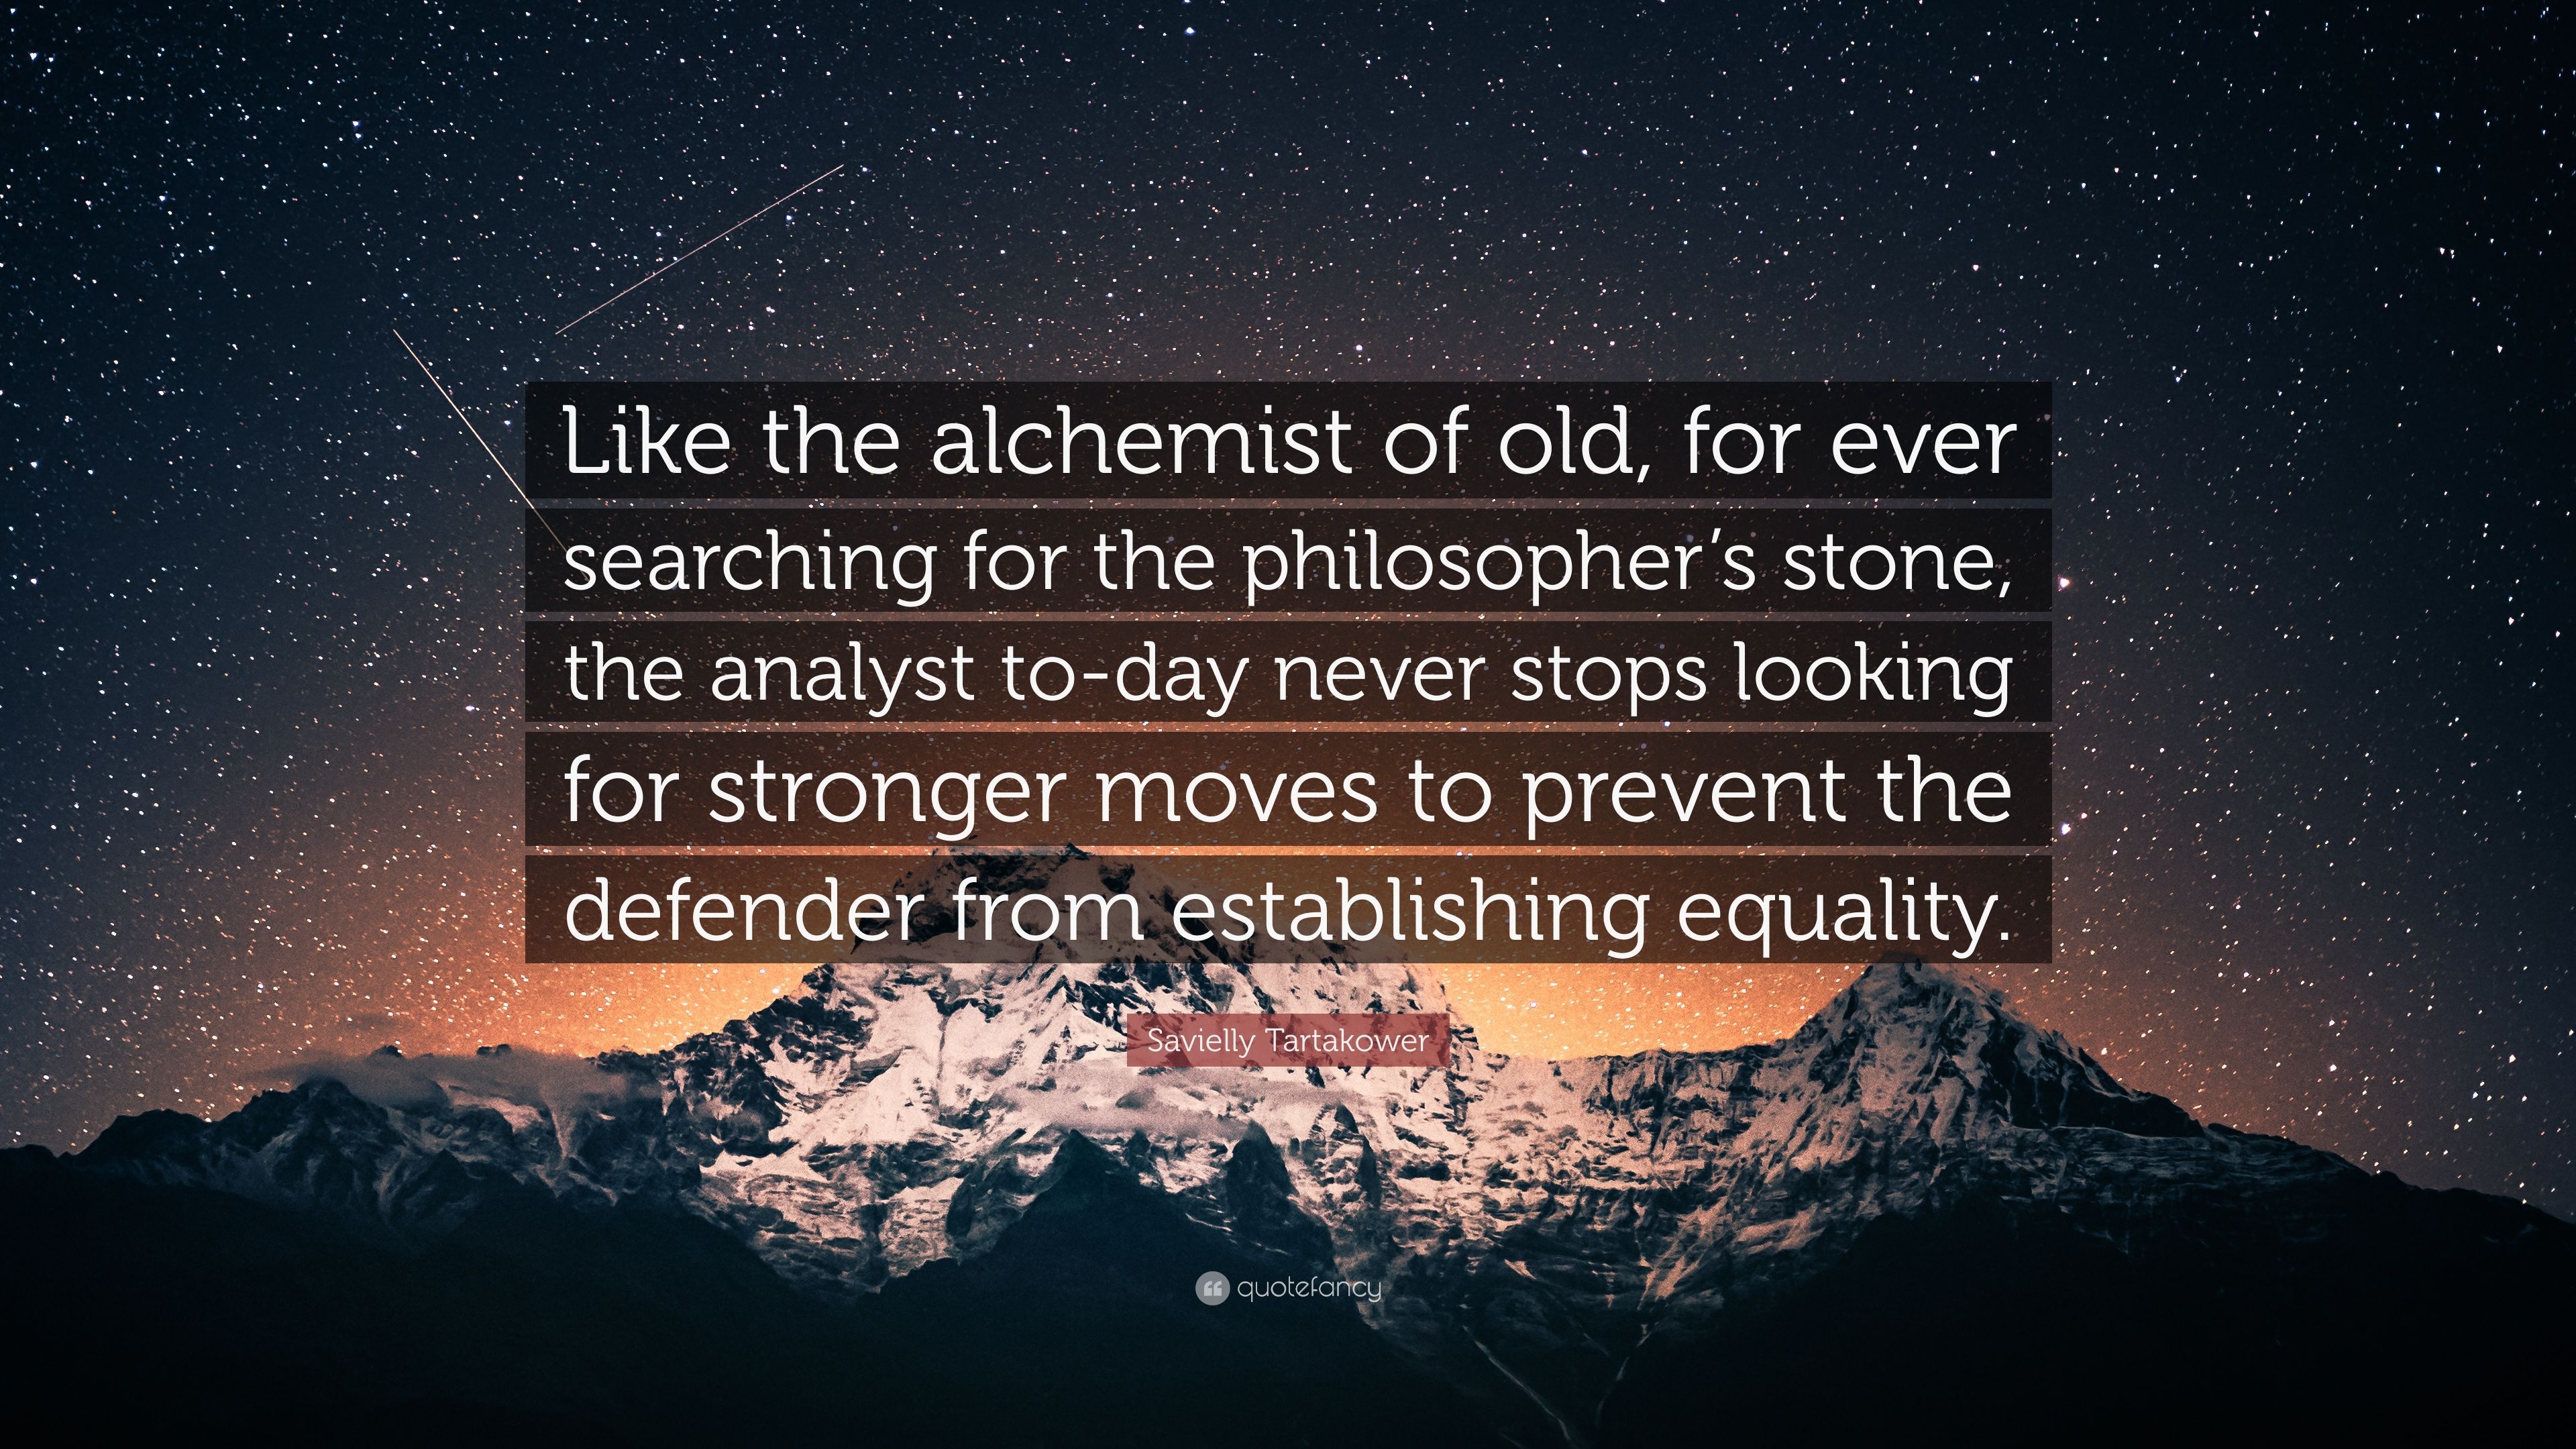 Like the alchemist of old, for ever
searching for the philosopher’s stone,
the analyst to-day never stops looking
for stronger moves to prevent the
defender from establishing equality.
Savielly Tartakower
quotefancy